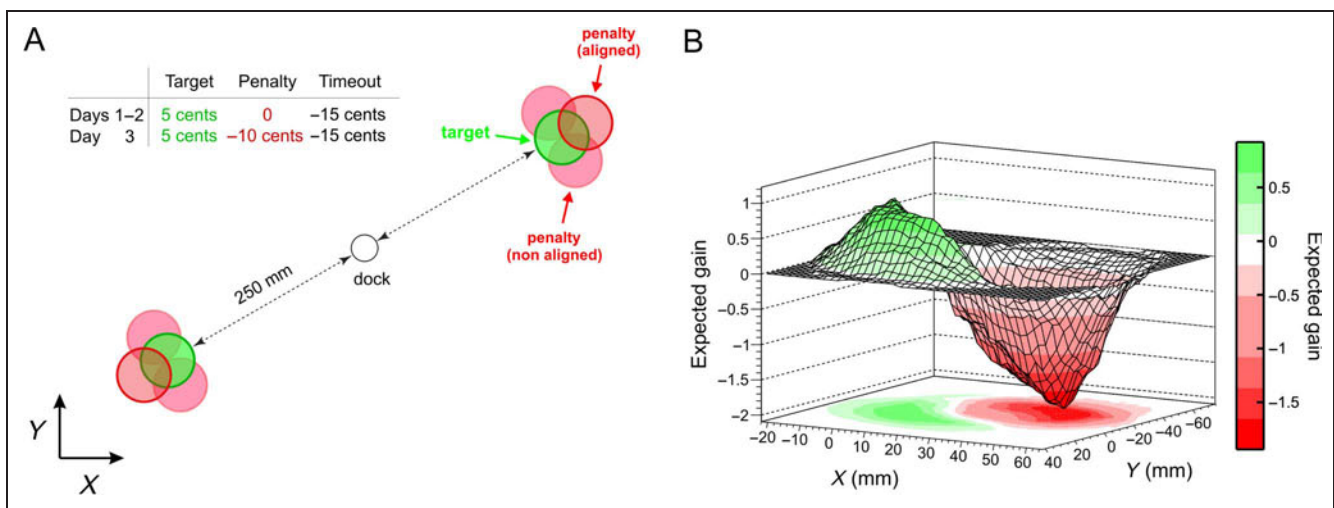 A
penalty
(aligned)
Target Penalty Timeout
Days 1–2 5 cents 0 −15 cents
Day 3 5 cents −10 cents −15 cents
target
penalty
(non aligned)
dock
250 mm
Y
X
B
Expected gain
1
0.5
0
−0.5
−1
−1.5
−2
−20 −10 0 10 20 30 40 50 60
X (mm)
40 20 0 −20 −40 −60
Y (mm)
0.5
0
−0.5
−1
−1.5
Expected gain